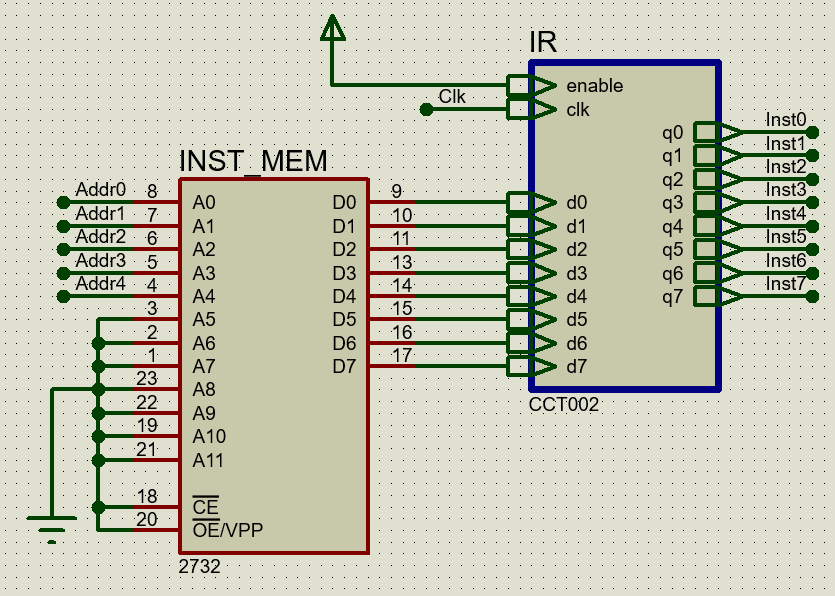 IR
enable
Clk
clk
q0 Inst0
q1 Inst1
q2 Inst2
q3 Inst3
q4 Inst4
q5 Inst5
q6 Inst6
q7 Inst7
INST_MEM
Addr0 8 A0 D0 9 d0
Addr1 7 A1 D1 10 d1
Addr2 6 A2 D2 11 d2
Addr3 5 A3 D3 13 d3
Addr4 4 A4 D4 14 d4
3 A5 D5 15 d5
2 A6 D6 16 d6
1 A7 D7 17 d7
23 A8
22 A9
19 A10
21 A11
18 CE
20 OE/VPP
2732
CCT002